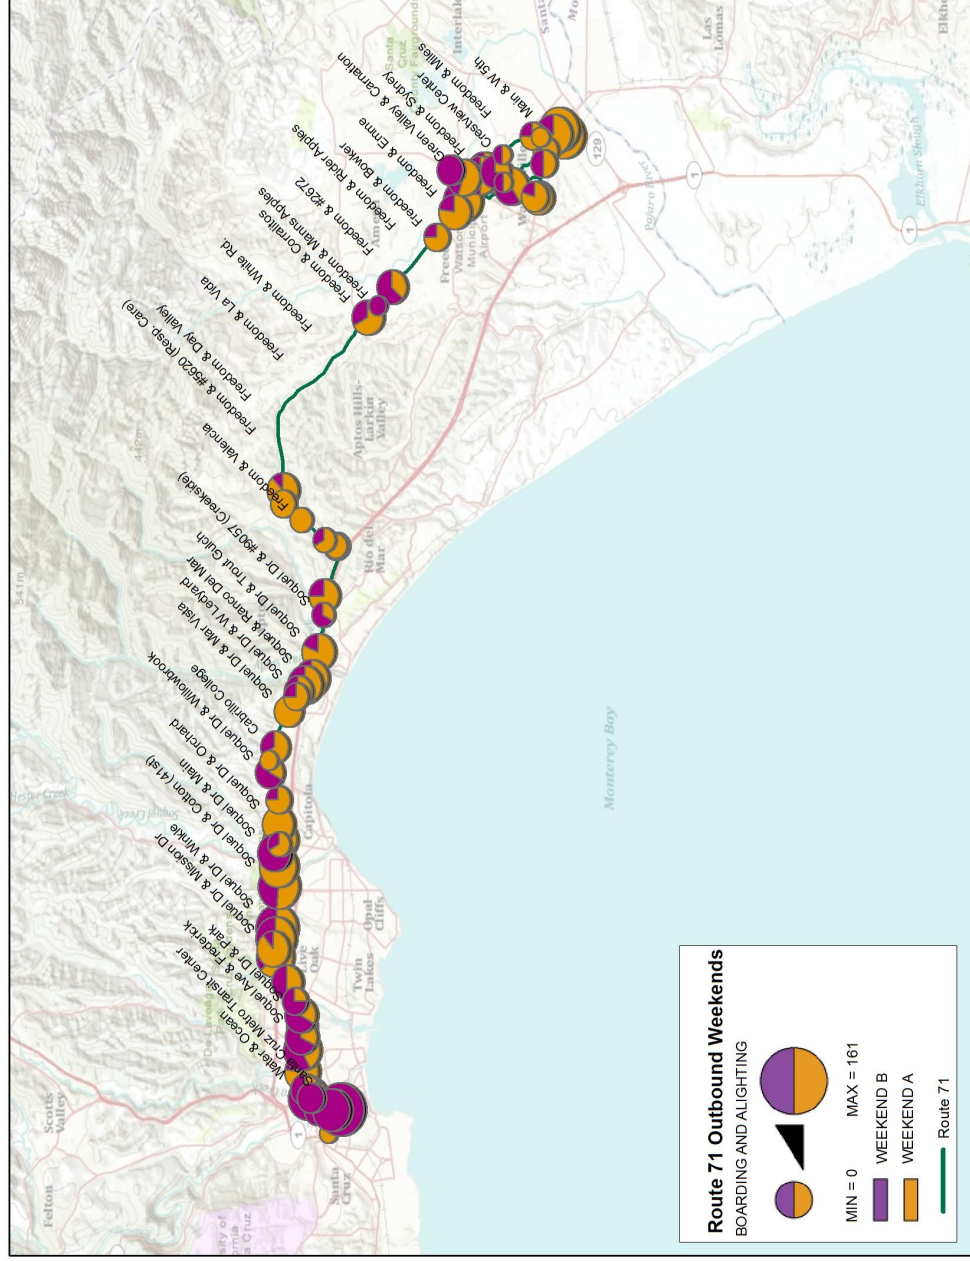 Felton
Scotts
Valley
Santa
Cruz
1
Water & Ocean
Santa Cruz Metro Transit Center
Soquel Ave & Frederick
Soquel Dr & Park
Soquel Dr & Mission Dr
Soquel Dr & Winkle
Soquel Dr & Cotton (41st)
Soquel Dr & Main
Soquel Dr & Orchard
Soquel Dr & Willowbrook
Cabrillo College
Soquel Dr & Mar Vista
Soquel Dr & W Ledyard
Soquel & Ranco Del Mar
Soquel Dr & Trout Gulch
Soquel Dr & #9057 (Creekside)
Freedom & Valencia
Freedom & #5620 (Resp. Care)
Freedom & Day Valley
Freedom & La Vida
Freedom & White Rd.
Freedom & Corralitos
Freedom & Manns Apples
Freedom & #2672
Freedom & Rider Apples
Freedom & Bowker
Freedom & Emme
Green Valley & Carnation
Freedom & Sydney
Crestview Center
Freedom & Miles
Main & W 5th
Oak
Twin
Lakes
Opal
Cliffs
Capitola
Soquel Creek
541m
Rio del
Mar
Aptos Hills-
Larkin
Valley
Airport
129
1
1
Pajaro River
Elkhorn Slough
Las
Lomas
Monterey Bay
Route 71 Outbound Weekends
BOARDING AND ALIGHTING
MIN = 0
MAX = 161
WEEKEND B
WEEKEND A
Route 71